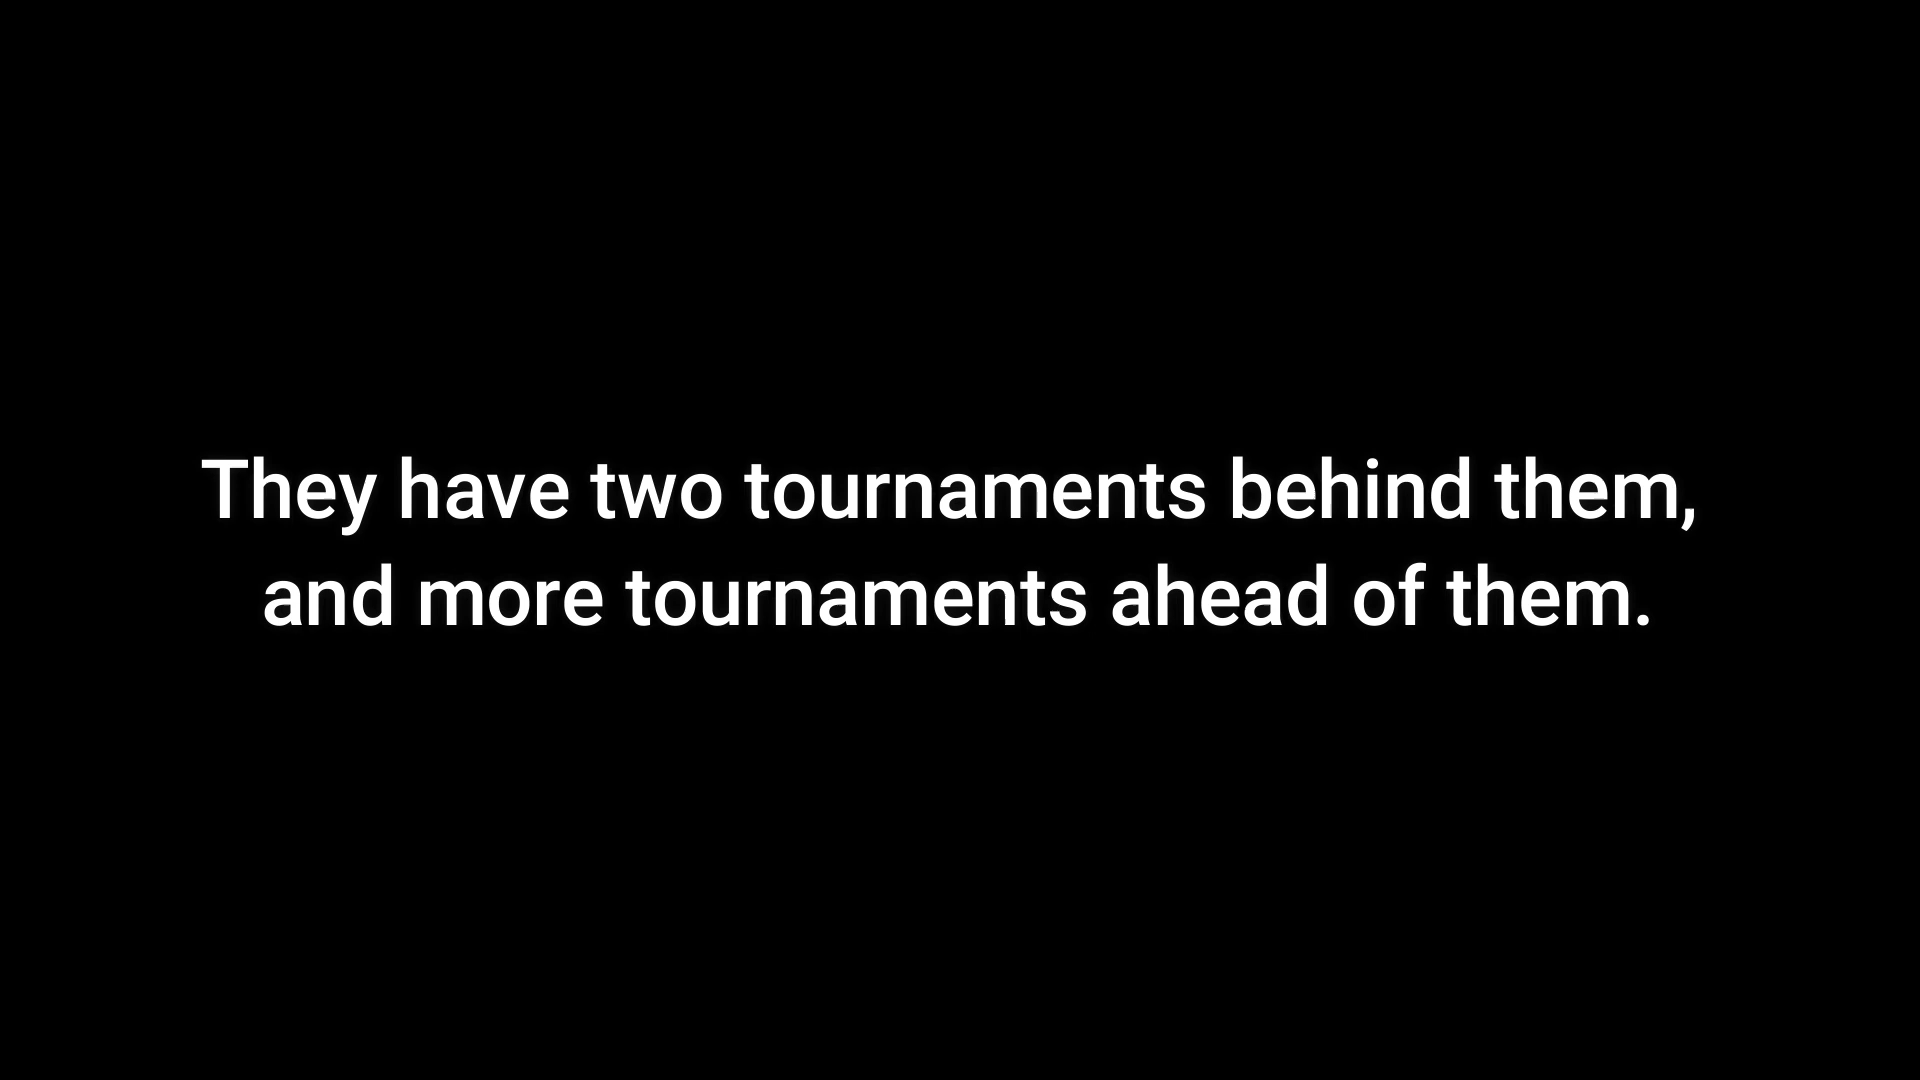 They have two tournaments behind them,
and more tournaments ahead of them.